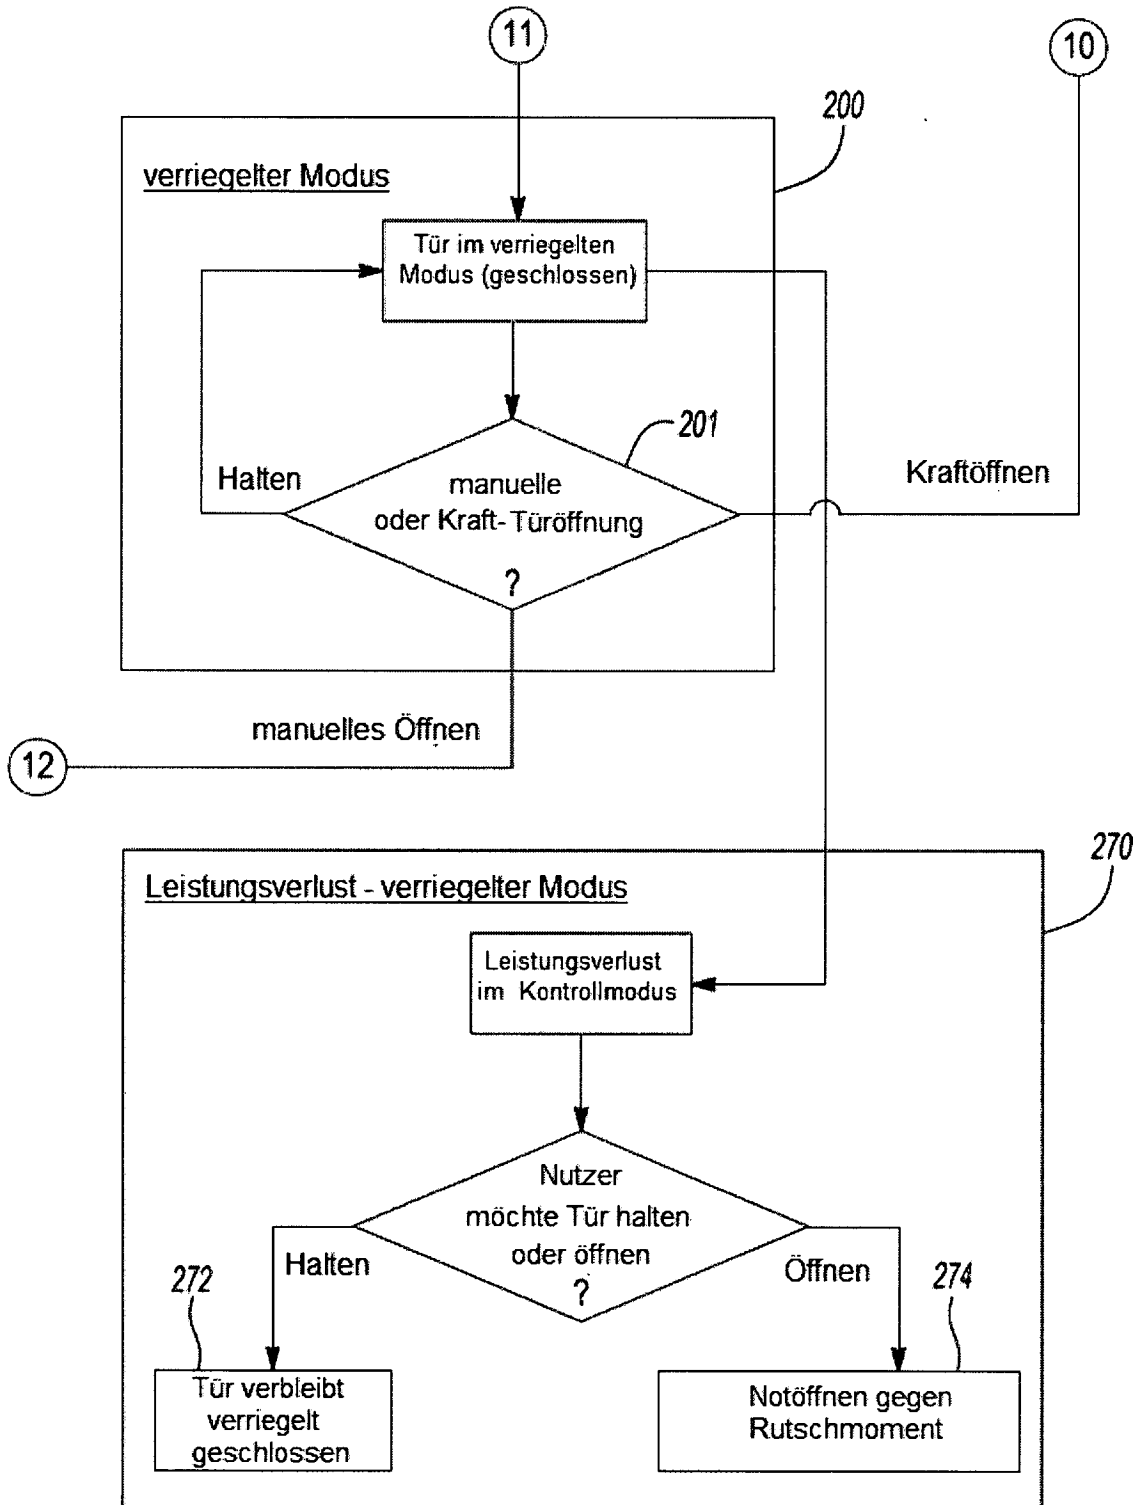 11
10
200
verriegelter Modus
Tür im verriegelten
Modus (geschlossen)
201
Halten
manuelle
oder Kraft-Türöffnung
?
Kraftöffnen
manuelles Öffnen
12
270
Leistungsverlust - verriegelter Modus
Leistungsverlust
im Kontrollmodus
Nutzer
möchte Tür halten
oder öffnen
?
Halten
Öffnen
272
274
Tür verbleibt
verriegelt
geschlossen
Notöffnen gegen
Rutschmoment